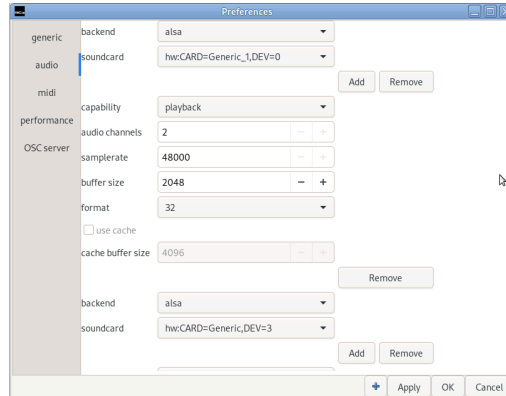 Preferences
generic
audio
midi
performance
OSC server
backend alsa
soundcard hw:CARD=Generic_1,DEV=0
Add Remove
capability playback
audio channels 2 − +
samplerate 48000 − +
buffer size 2048 − +
format 32
use cache
cache buffer size 4096 − +
Remove
backend alsa
soundcard hw:CARD=Generic,DEV=3
Add Remove
+ Apply OK Cancel